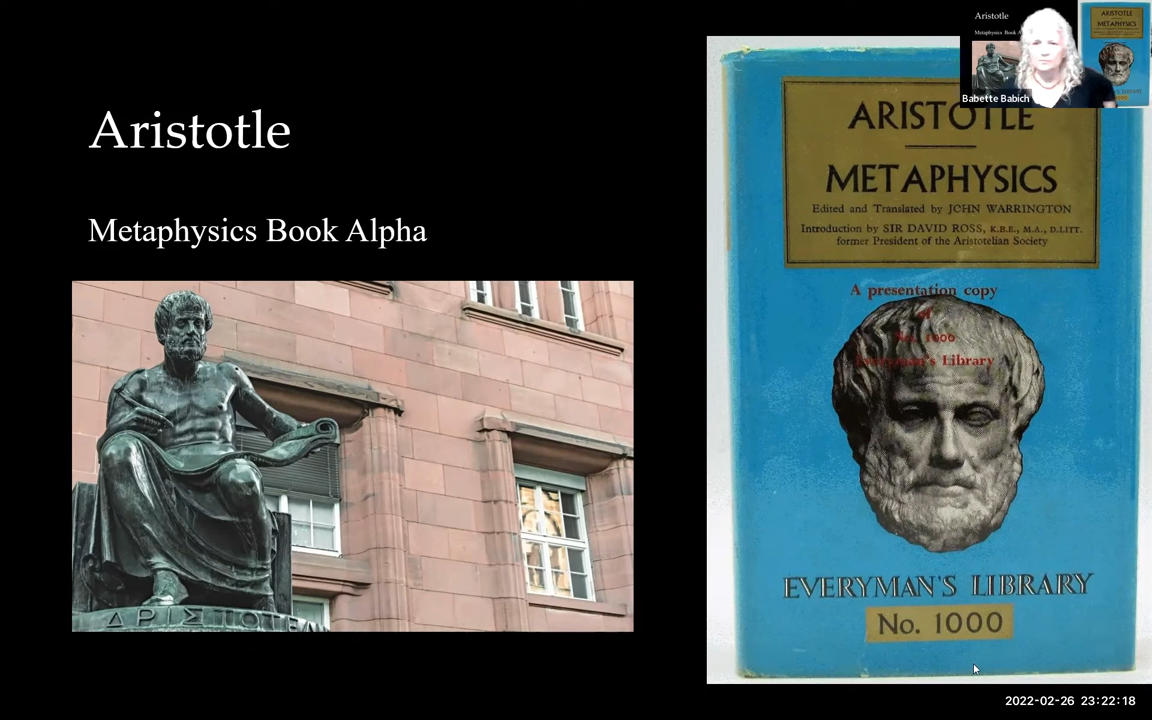 Aristotle
Metaphysics Book Alpha
ΑΡΙΣΤΟΤΕΛ
ARISTOTLE
METAPHYSICS
Edited and Translated by JOHN WARRINGTON
Introduction by SIR DAVID ROSS, K.B.E., M.A., D.LITT.
former President of the Aristotelian Society
A presentation copy
of
No. 1000
Everyman's Library
EVERYMAN'S LIBRARY
No. 1000
Aristotle
Metaphysics Book A
ARISTOTLE
METAPHYSICS
Babette Babich
2022-02-26 23:22:18